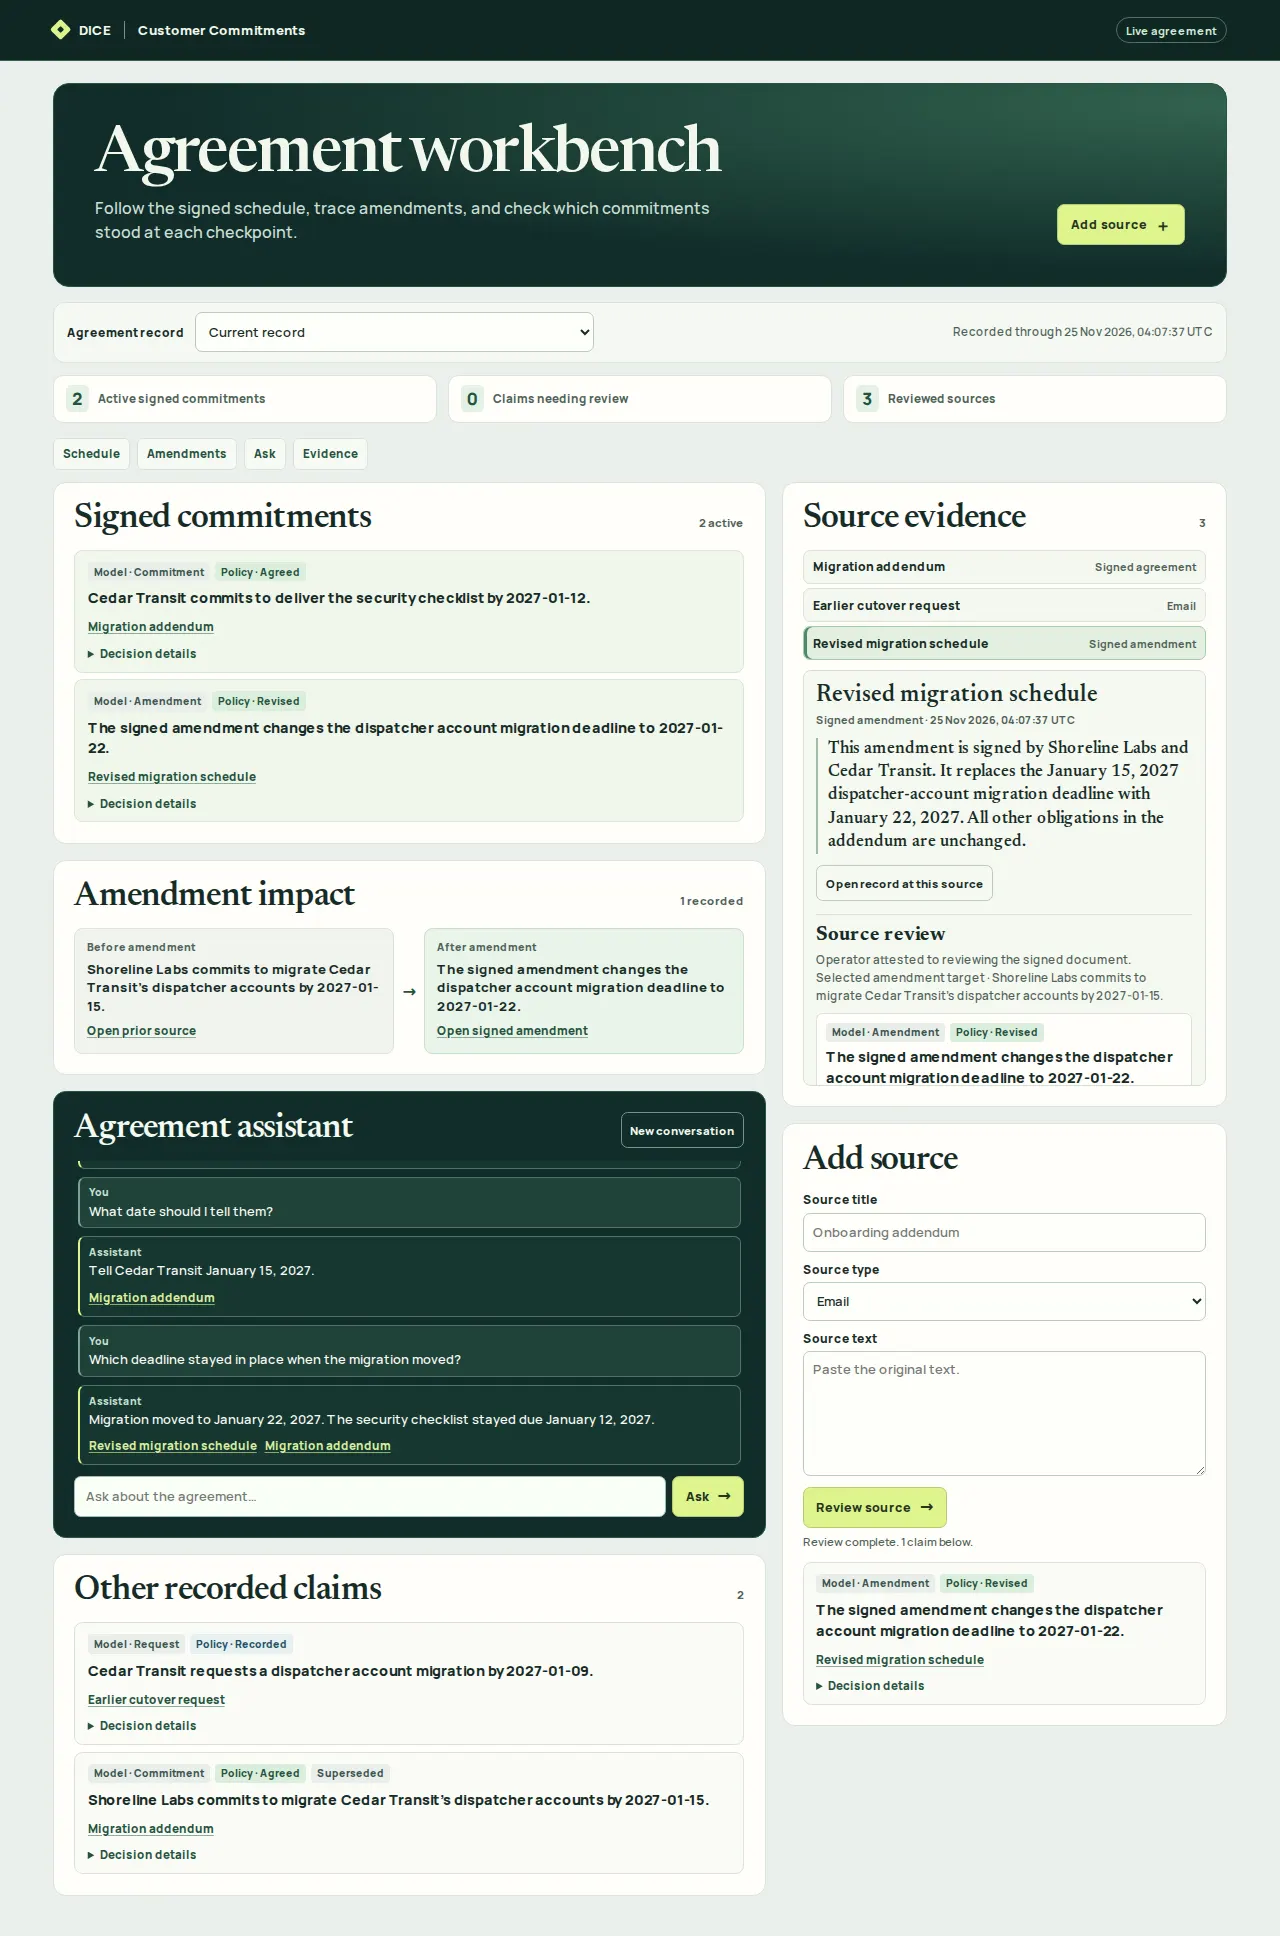 DICE
Customer Commitments
Live agreement
Agreement workbench
Follow the signed schedule, trace amendments, and check which commitments
stood at each checkpoint.
Add source +
Agreement record
Current record
Recorded through 25 Nov 2026, 04:07:37 UTC
2 Active signed commitments
0 Claims needing review
3 Reviewed sources
Schedule
Amendments
Ask
Evidence
Signed commitments
2 active
Model · Commitment
Policy · Agreed
Cedar Transit commits to deliver the security checklist by 2027-01-12.
Migration addendum
▸ Decision details
Model · Amendment
Policy · Revised
The signed amendment changes the dispatcher account migration deadline to 2027-01-
22.
Revised migration schedule
▸ Decision details
Amendment impact
1 recorded
Before amendment
Shoreline Labs commits to migrate Cedar
Transit's dispatcher accounts by 2027-01-
15.
Open prior source
→
After amendment
The signed amendment changes the
dispatcher account migration deadline to
2027-01-22.
Open signed amendment
Agreement assistant
New conversation
You
What date should I tell them?
Assistant
Tell Cedar Transit January 15, 2027.
Migration addendum
You
Which deadline stayed in place when the migration moved?
Assistant
Migration moved to January 22, 2027. The security checklist stayed due January 12, 2027.
Revised migration schedule
Migration addendum
Ask about the agreement…
Ask →
Other recorded claims
2
Model · Request
Policy · Recorded
Cedar Transit requests a dispatcher account migration by 2027-01-09.
Earlier cutover request
▸ Decision details
Model · Commitment
Policy · Agreed
Superseded
Shoreline Labs commits to migrate Cedar Transit's dispatcher accounts by 2027-01-15.
Migration addendum
▸ Decision details
Source evidence
3
Migration addendum
Signed agreement
Earlier cutover request
Email
Revised migration schedule
Signed amendment
Revised migration schedule
Signed amendment · 25 Nov 2026, 04:07:37 UTC
This amendment is signed by Shoreline Labs and
Cedar Transit. It replaces the January 15, 2027
dispatcher-account migration deadline with
January 22, 2027. All other obligations in the
addendum are unchanged.
Open record at this source
Source review
Operator attested to reviewing the signed document.
Selected amendment target · Shoreline Labs commits to
migrate Cedar Transit's dispatcher accounts by 2027-01-15.
Model · Amendment
Policy · Revised
The signed amendment changes the dispatcher
account migration deadline to 2027-01-22.
Add source
Source title
Onboarding addendum
Source type
Email
Source text
Paste the original text.
Review source →
Review complete. 1 claim below.
Model · Amendment
Policy · Revised
The signed amendment changes the dispatcher
account migration deadline to 2027-01-22.
Revised migration schedule
▸ Decision details